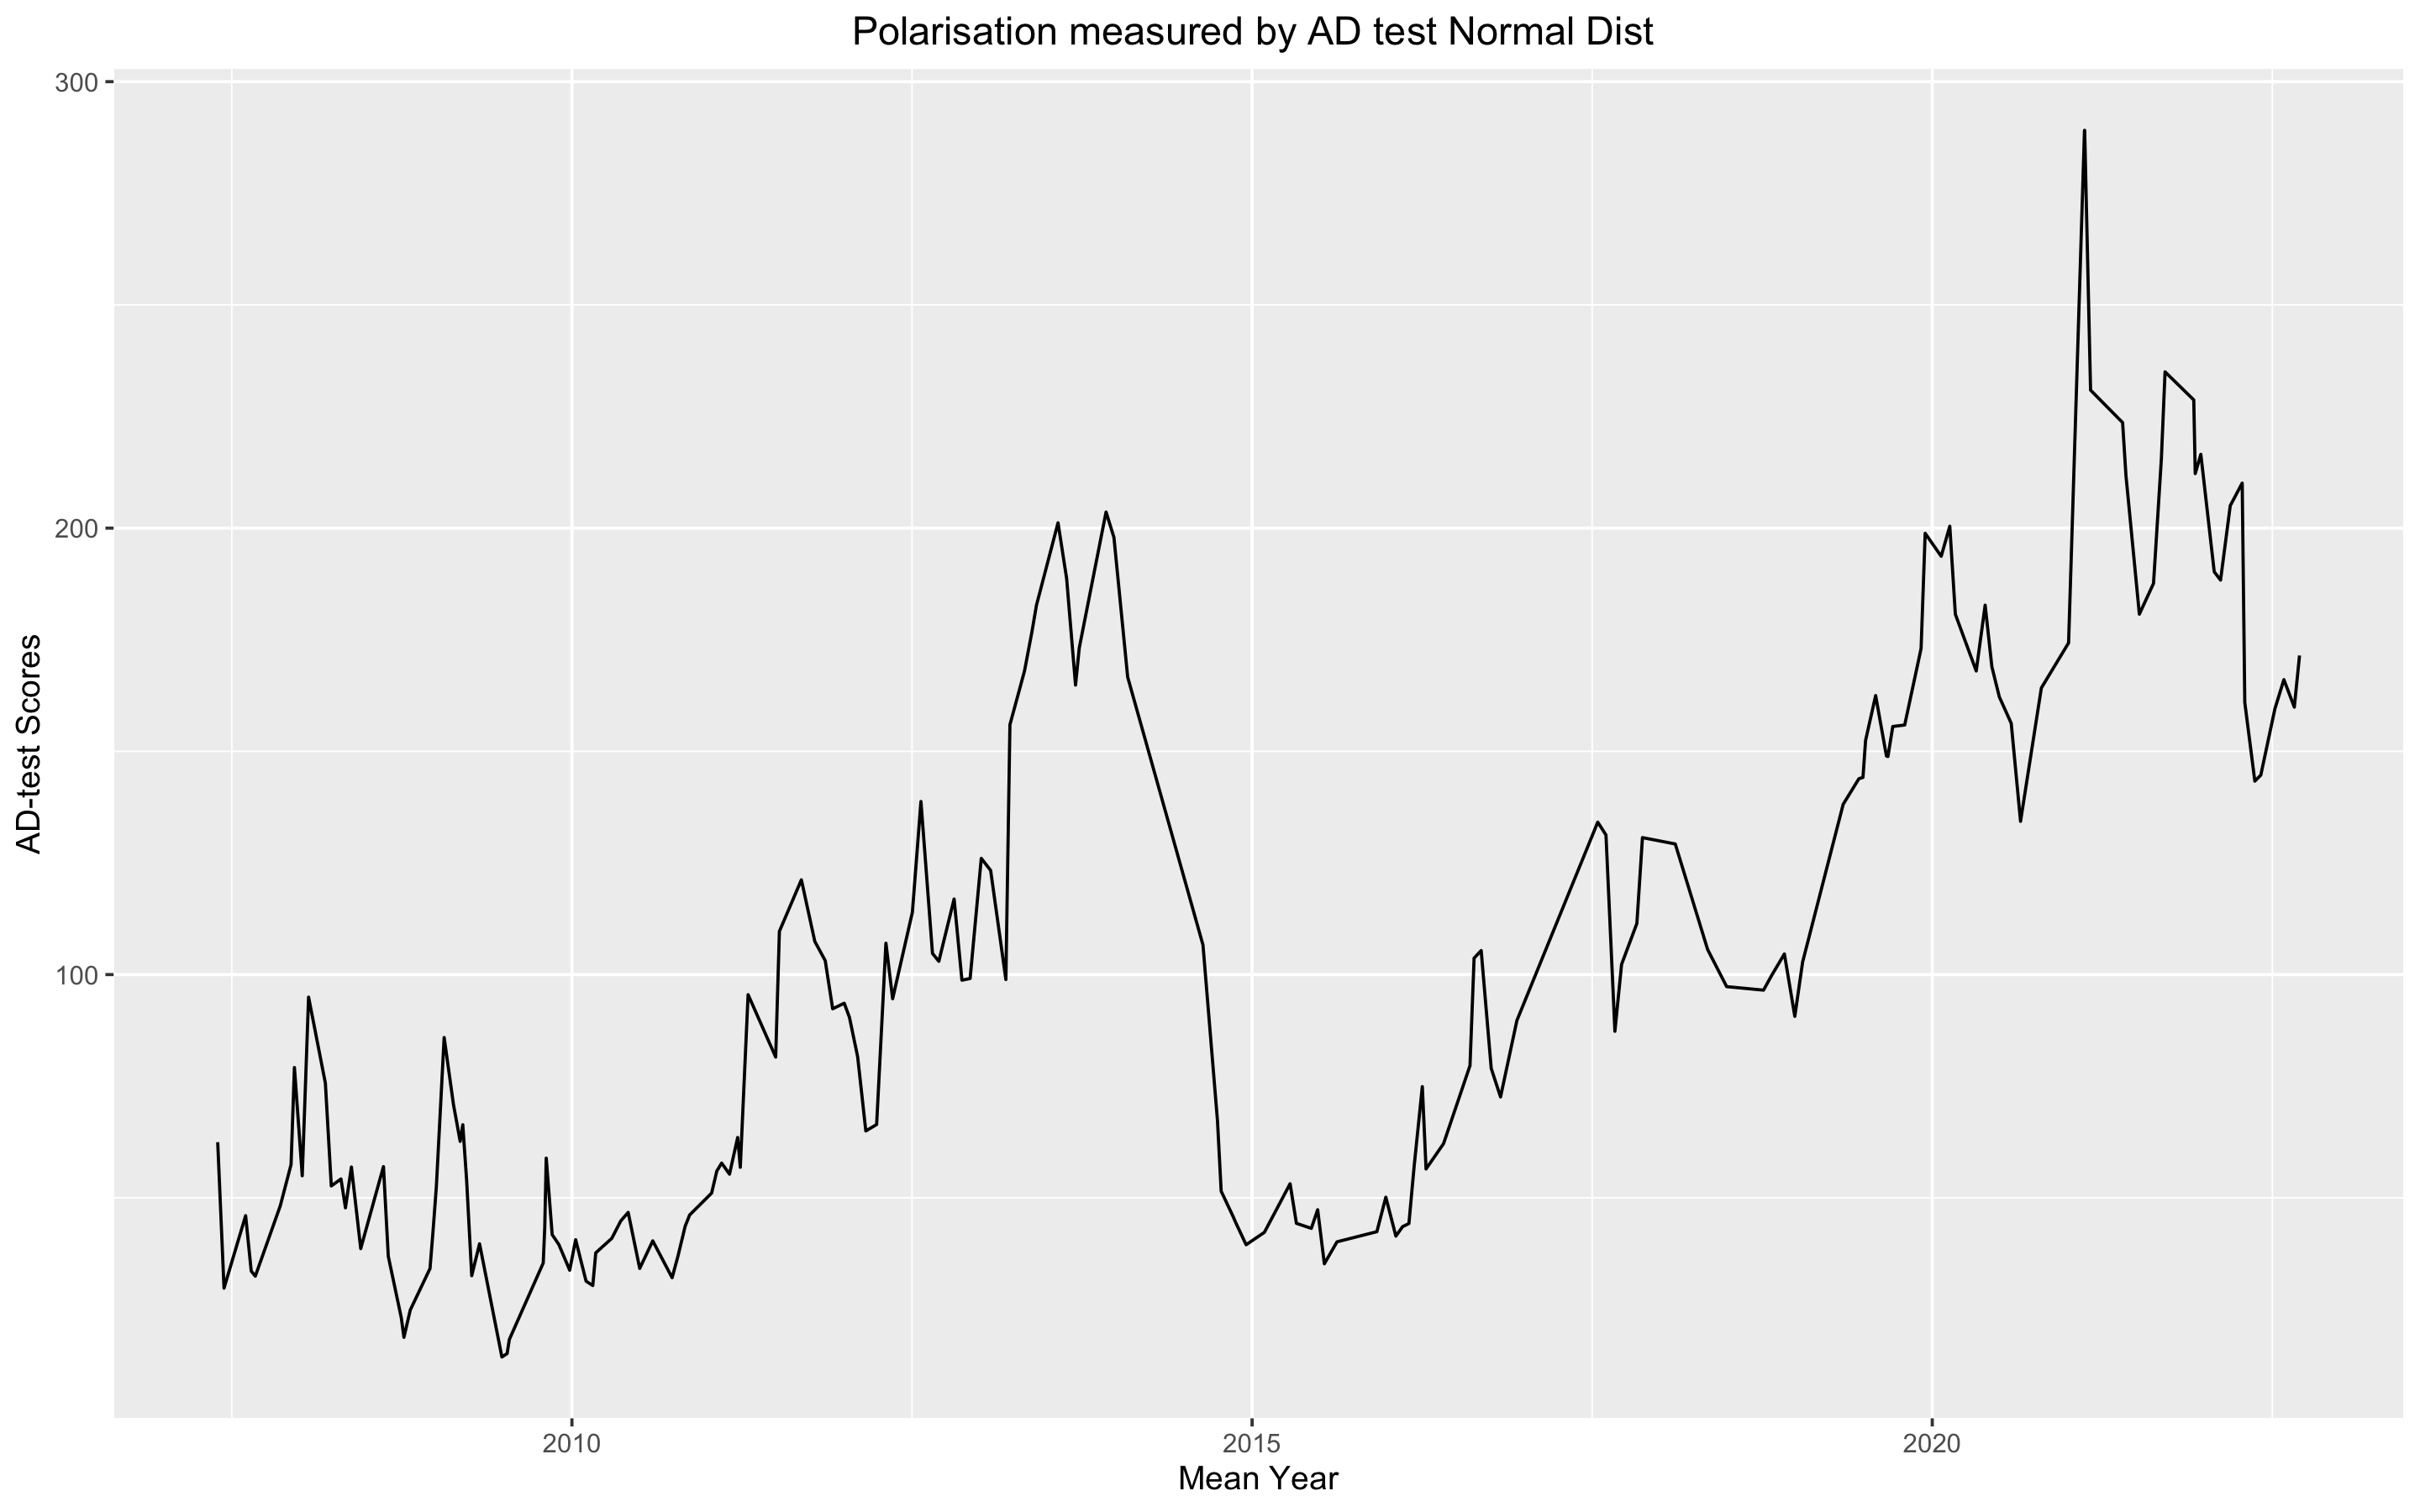 Polarisation measured by AD test Normal Dist
300
200
100
AD-test Scores
2010
2015
2020
Mean Year